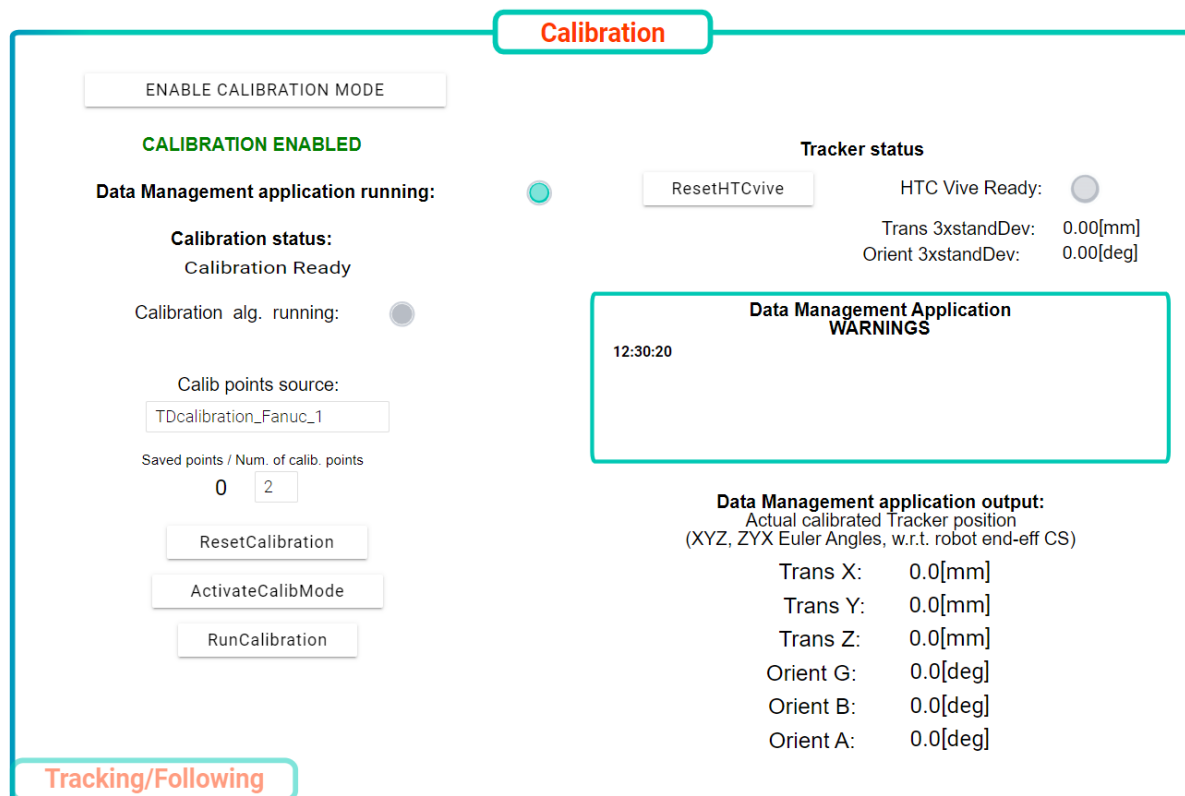 Calibration
ENABLE CALIBRATION MODE
CALIBRATION ENABLED
Data Management application running:
Calibration status:
Calibration Ready
Calibration alg. running:
Calib points source:
TDcalibration_Fanuc_1
Saved points / Num. of calib. points
0 2
ResetCalibration
ActivateCalibMode
RunCalibration
Tracker status
ResetHTCvive HTC Vive Ready:
Trans 3xstandDev: 0.00[mm]
Orient 3xstandDev: 0.00[deg]
Data Management Application
WARNINGS
12:30:20
Data Management application output:
Actual calibrated Tracker position
(XYZ, ZYX Euler Angles, w.r.t. robot end-eff CS)
Trans X: 0.0[mm]
Trans Y: 0.0[mm]
Trans Z: 0.0[mm]
Orient G: 0.0[deg]
Orient B: 0.0[deg]
Orient A: 0.0[deg]
Tracking/Following